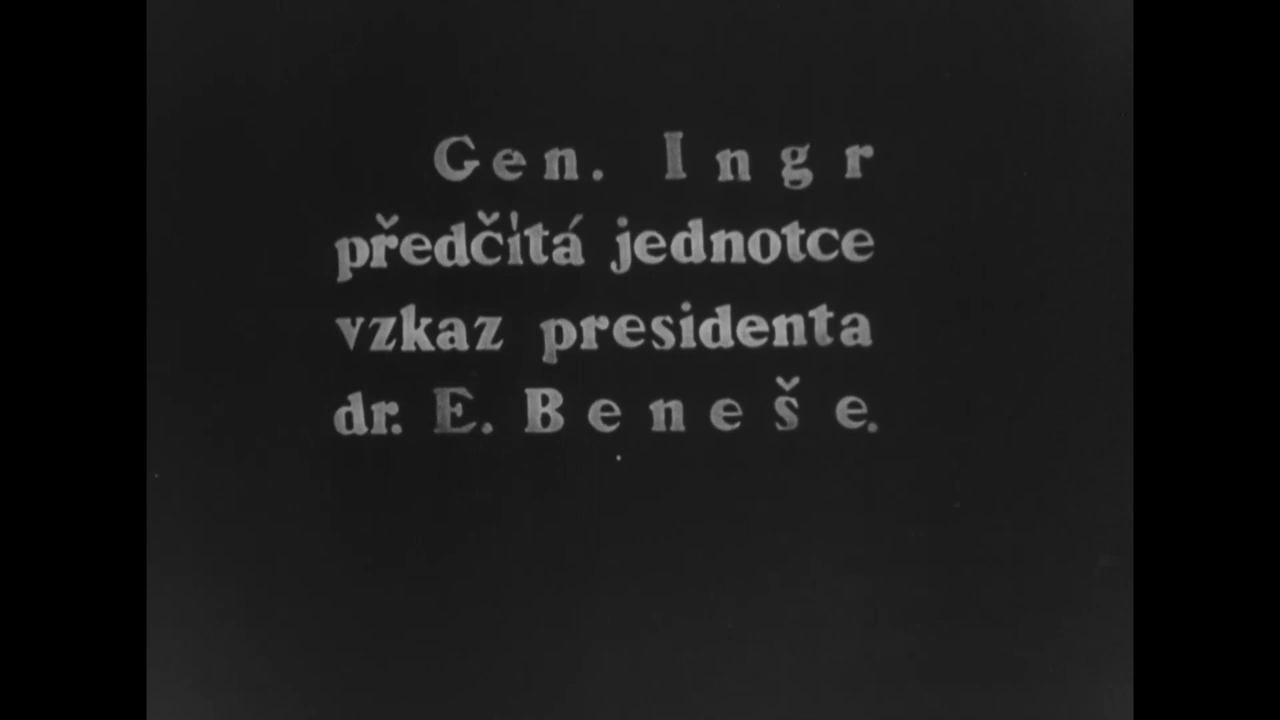 Gen. Ingr
předčítá jednotce
vzkaz presidenta
dr. E. Beneše.